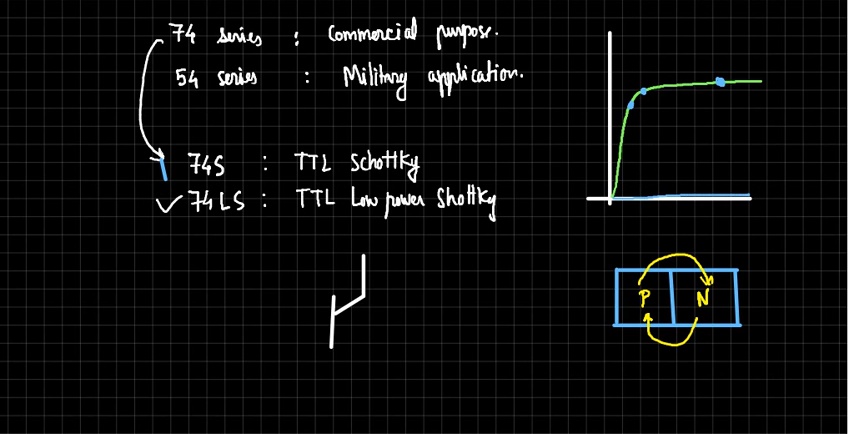 74 series : Commercial purpose.
54 series : Military application.
74S : TTL Schottky
74LS : TTL Low power Shottky
P N